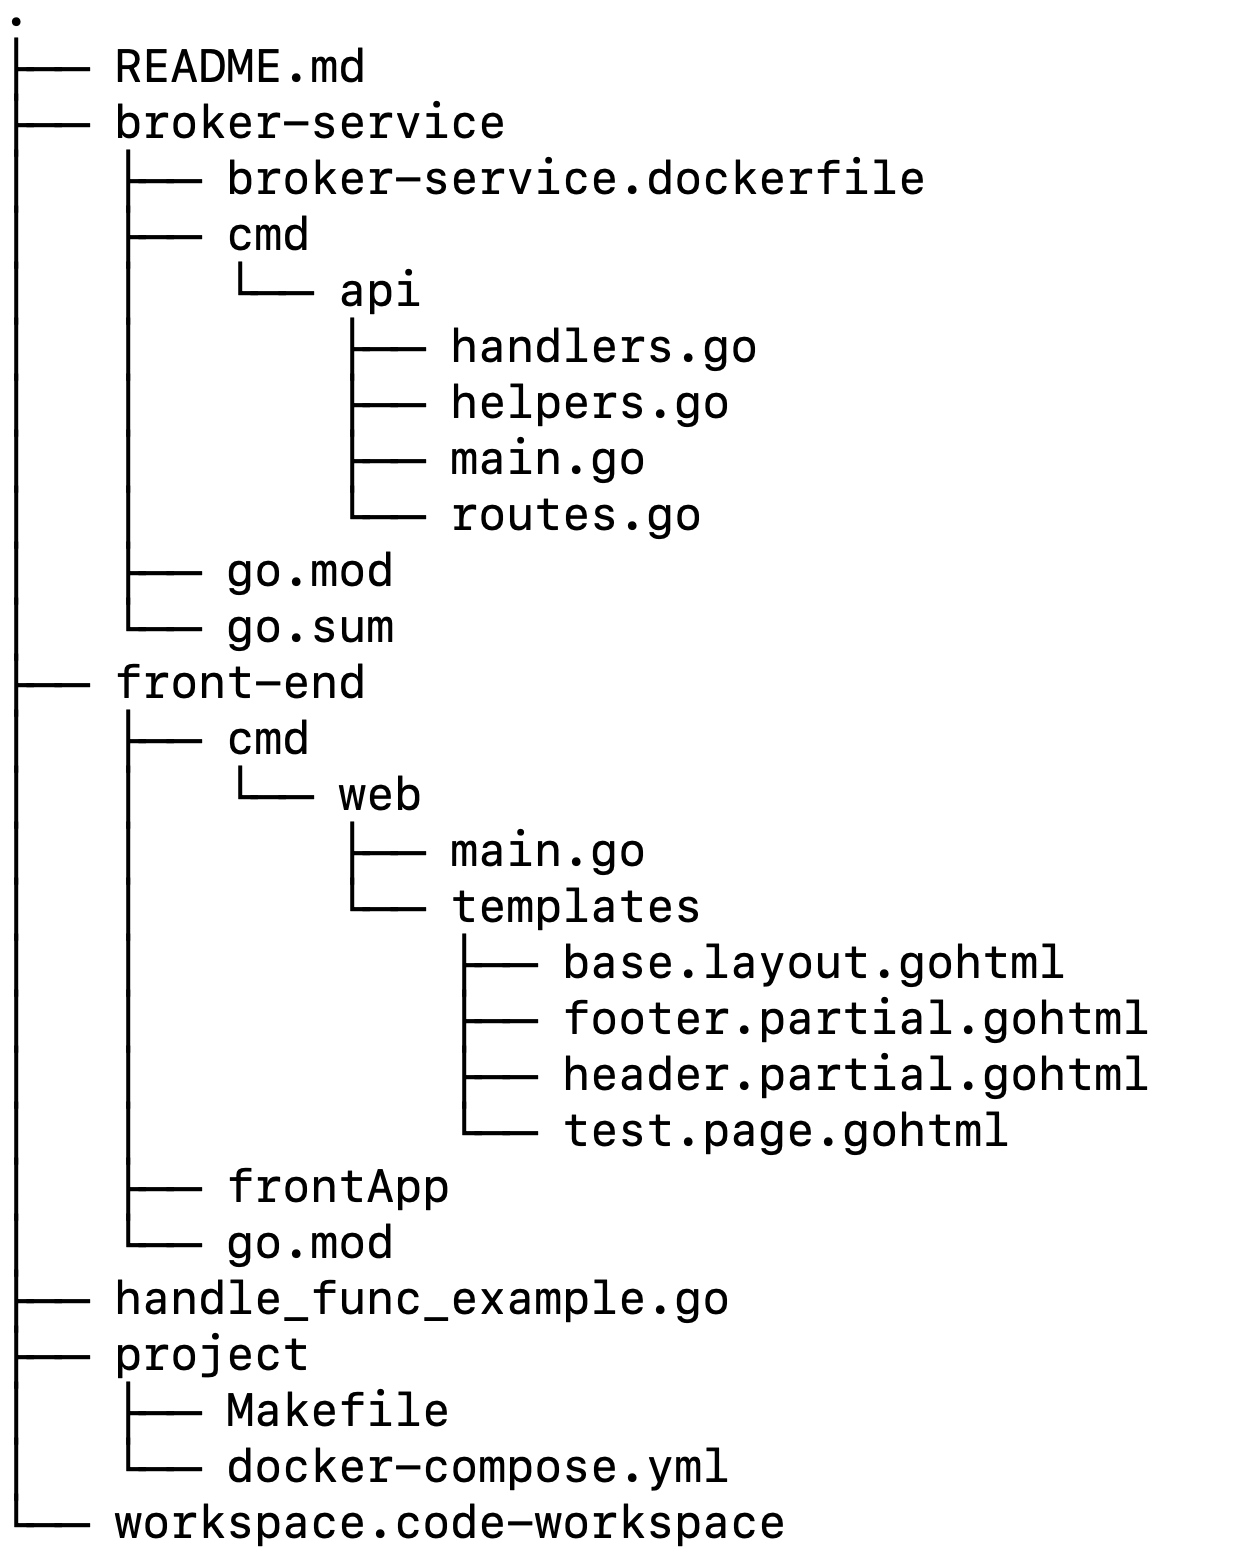 .
├── README.md
├── broker-service
│   ├── broker-service.dockerfile
│   ├── cmd
│   │   └── api
│   │       ├── handlers.go
│   │       ├── helpers.go
│   │       ├── main.go
│   │       └── routes.go
│   ├── go.mod
│   └── go.sum
├── front-end
│   ├── cmd
│   │   └── web
│   │       ├── main.go
│   │       └── templates
│   │           ├── base.layout.gohtml
│   │           ├── footer.partial.gohtml
│   │           ├── header.partial.gohtml
│   │           └── test.page.gohtml
│   ├── frontApp
│   └── go.mod
├── handle_func_example.go
├── project
│   ├── Makefile
│   └── docker-compose.yml
└── workspace.code-workspace